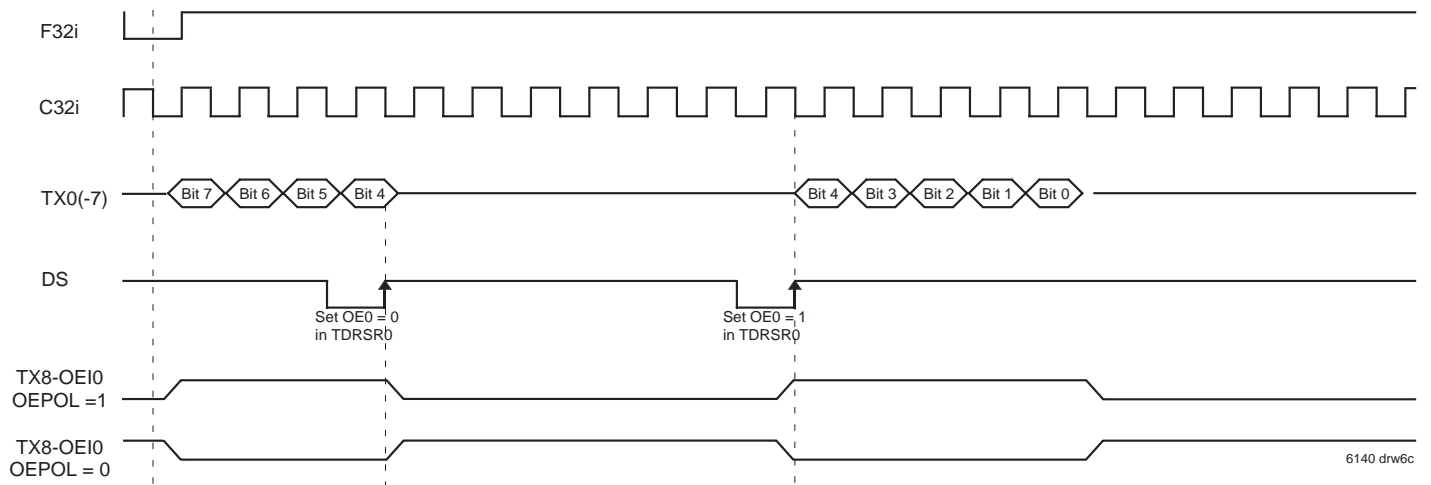 F32i
C32i
TX0(-7)
Bit 7 Bit 6 Bit 5 Bit 4
Bit 4 Bit 3 Bit 2 Bit 1 Bit 0
DS
Set OE0 = 0
in TDRSR0
Set OE0 = 1
in TDRSR0
TX8-OEI0
OEPOL =1
TX8-OEI0
OEPOL = 0
6140 drw6c